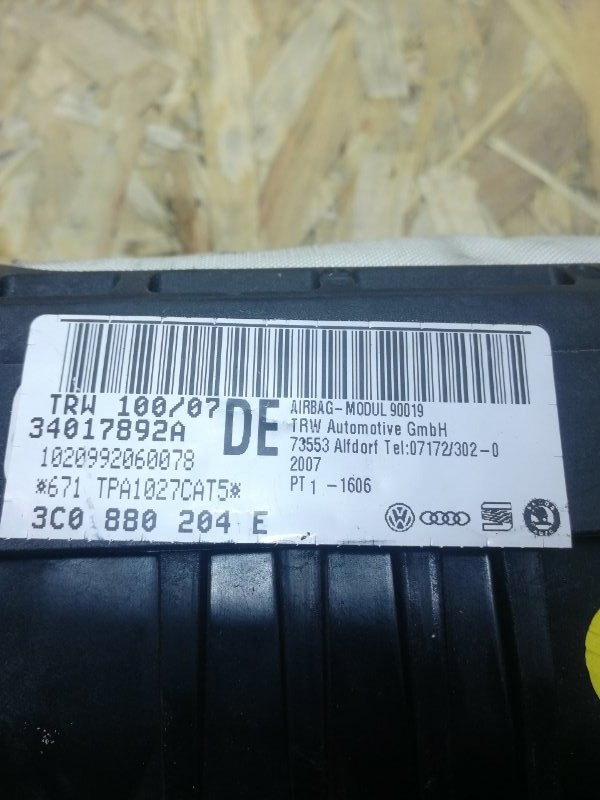 TRW 100/07
34017892A
1020992060078
*671 TPA1027CAT5*
3C0 880 204 E
DE
AIRBAG-MODUL 90019
TRW Automotive GmbH
73553 Alfdorf Tel:07172/302-0
2007
PT1 -1606